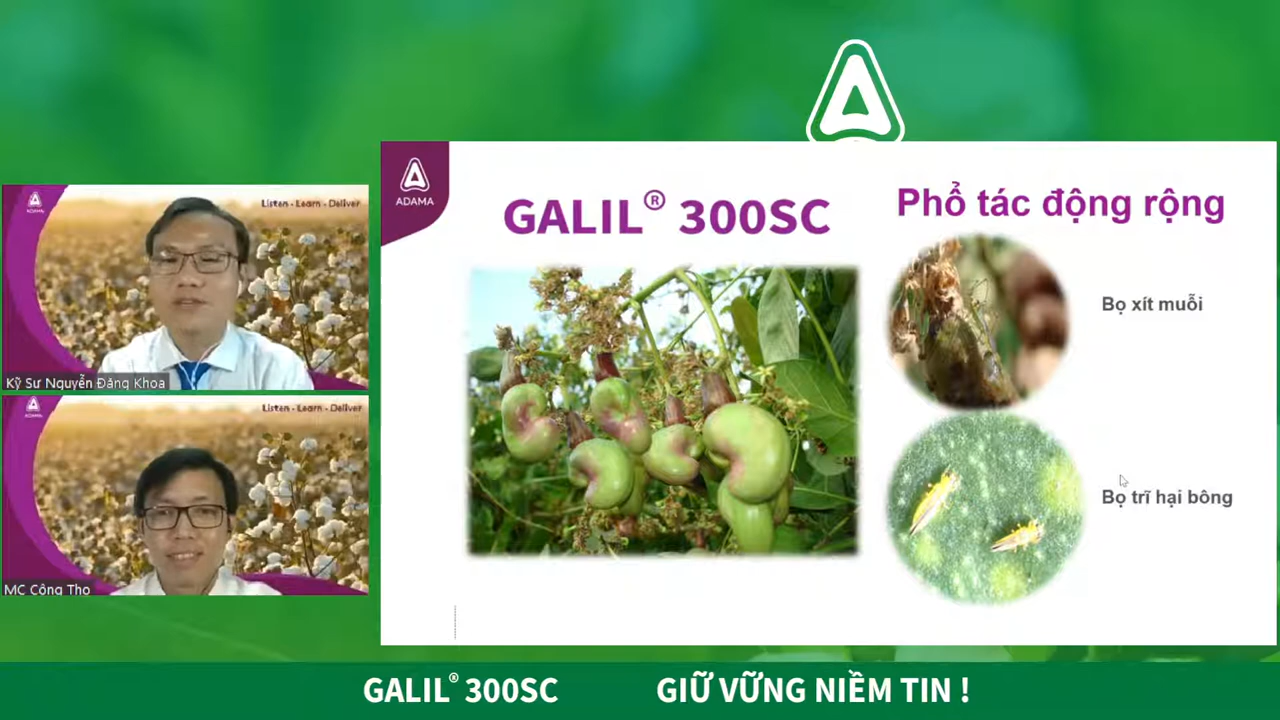 ADAMA
Listen - Learn - Deliver
Kỹ Sư Nguyễn Đăng Khoa
ADAMA
Listen - Learn - Deliver
MC Công Thọ
ADAMA
GALIL® 300SC
Phổ tác động rộng
Bọ xít muỗi
Bọ trĩ hại bông
GALIL® 300SC GIỮ VỮNG NIỀM TIN !